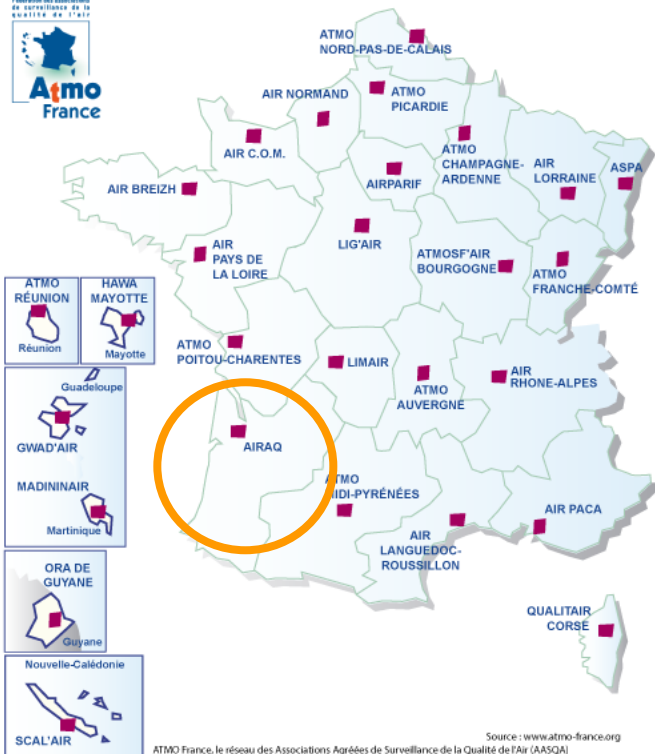 Fédération des associations
de surveillance de la
qualité de l'air
Atmo
France
ATMO
NORD-PAS-DE-CALAIS
AIR NORMAND
ATMO
PICARDIE
AIR C.O.M.
ATMO
CHAMPAGNE-
ARDENNE
AIR
LORRAINE
ASPA
AIR BREIZH
AIRPARIF
AIR
PAYS DE
LA LOIRE
LIG'AIR
ATMOSF'AIR
BOURGOGNE
ATMO
FRANCHE-COMTÉ
ATMO
RÉUNION
Réunion
HAWA
MAYOTTE
Mayotte
ATMO
POITOU-CHARENTES
LIMAIR
ATMO
AUVERGNE
AIR
RHONE-ALPES
Guadeloupe
GWAD'AIR
MADININAIR
Martinique
AIRAQ
ATMO
MIDI-PYRÉNÉES
AIR
LANGUEDOC-
ROUSSILLON
AIR PACA
ORA DE
GUYANE
Guyane
QUALITAIR
CORSE
Nouvelle-Calédonie
SCAL'AIR
Source : www.atmo-france.org
ATMO France, le réseau des Associations Agréées de Surveillance de la Qualité de l'Air (AASQA)